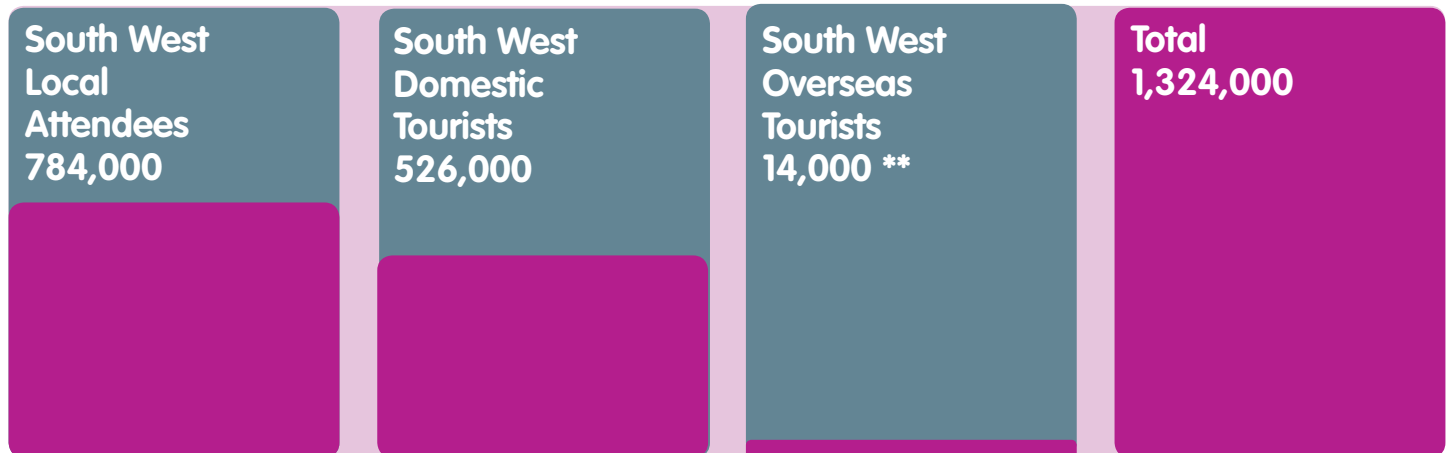 South West
Local
Attendees
784,000
South West
Domestic
Tourists
526,000
South West
Overseas
Tourists
14,000 **
Total
1,324,000